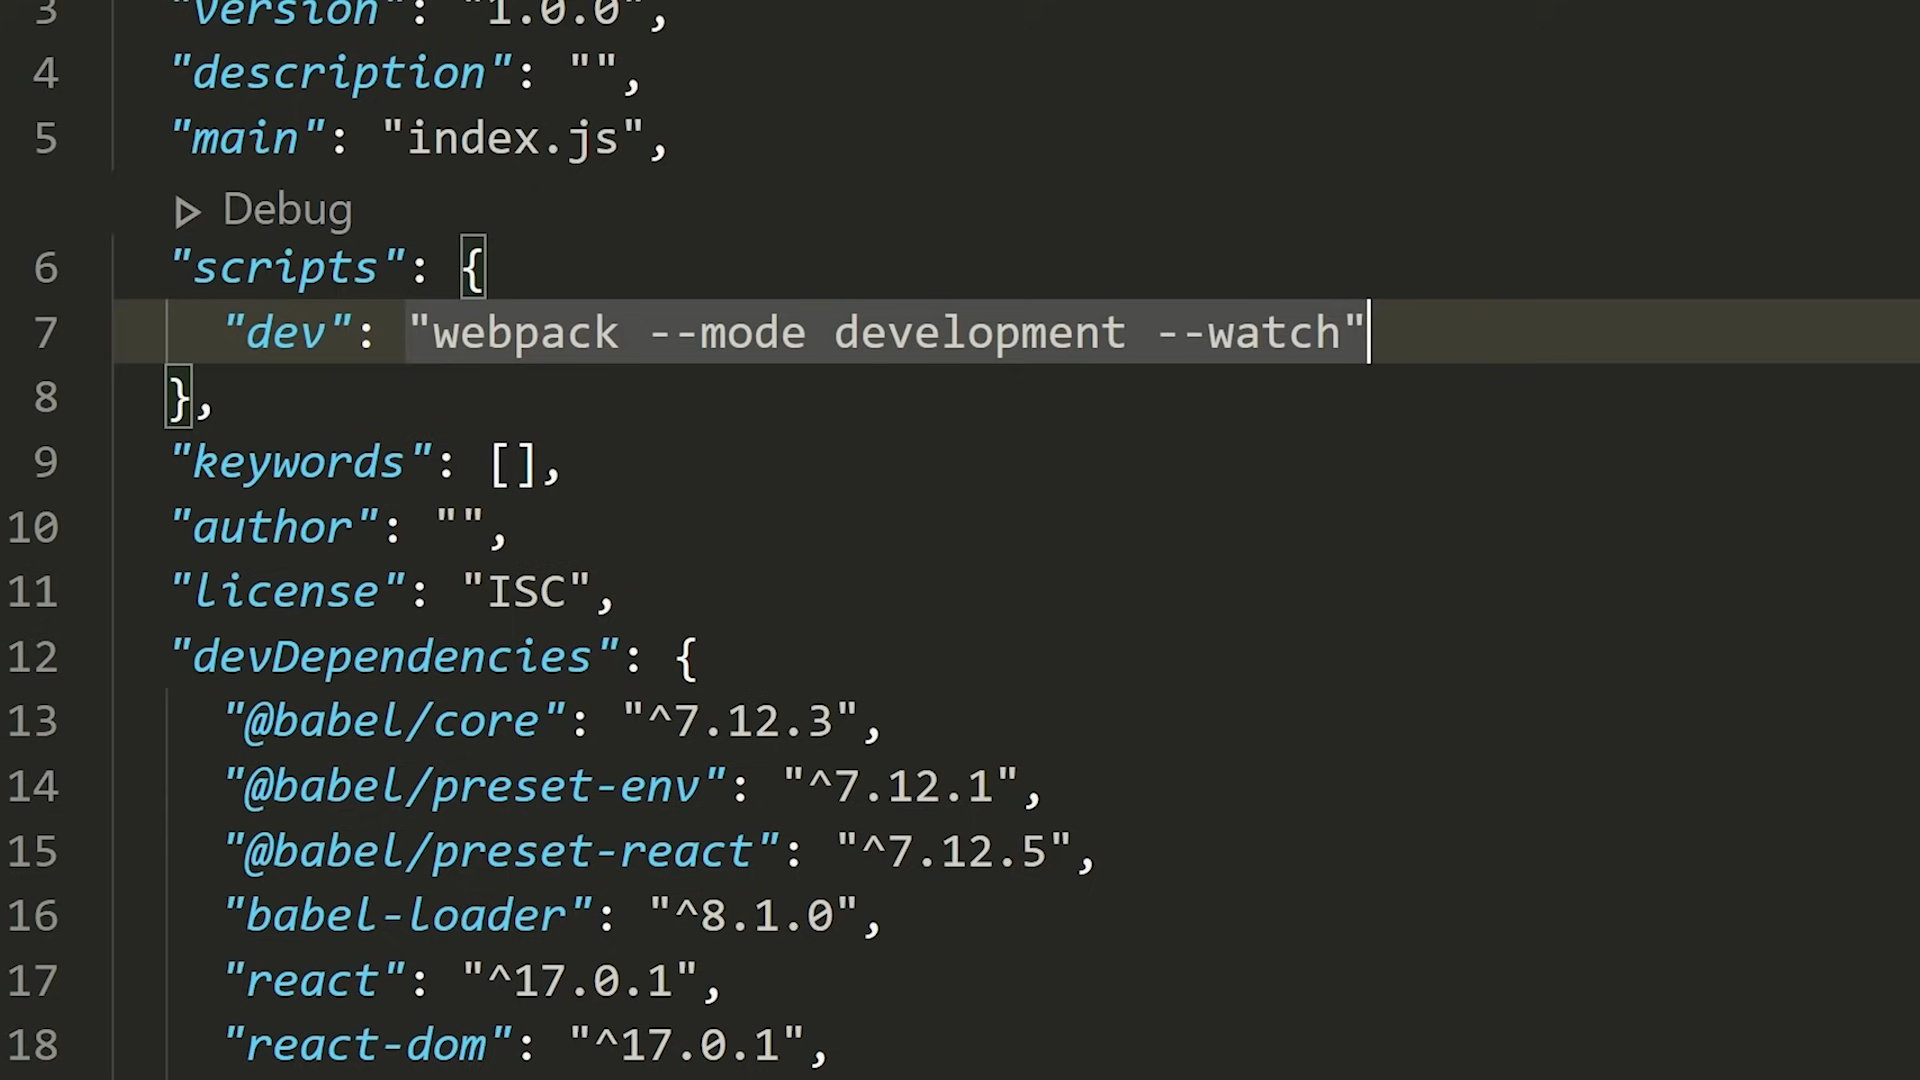 3 "version": "1.0.0",
4 "description": "",
5 "main": "index.js",
Debug
6 "scripts": {
7 "dev": "webpack --mode development --watch"
8 },
9 "keywords": [],
10 "author": "",
11 "license": "ISC",
12 "devDependencies": {
13 "@babel/core": "^7.12.3",
14 "@babel/preset-env": "^7.12.1",
15 "@babel/preset-react": "^7.12.5",
16 "babel-loader": "^8.1.0",
17 "react": "^17.0.1",
18 "react-dom": "^17.0.1",